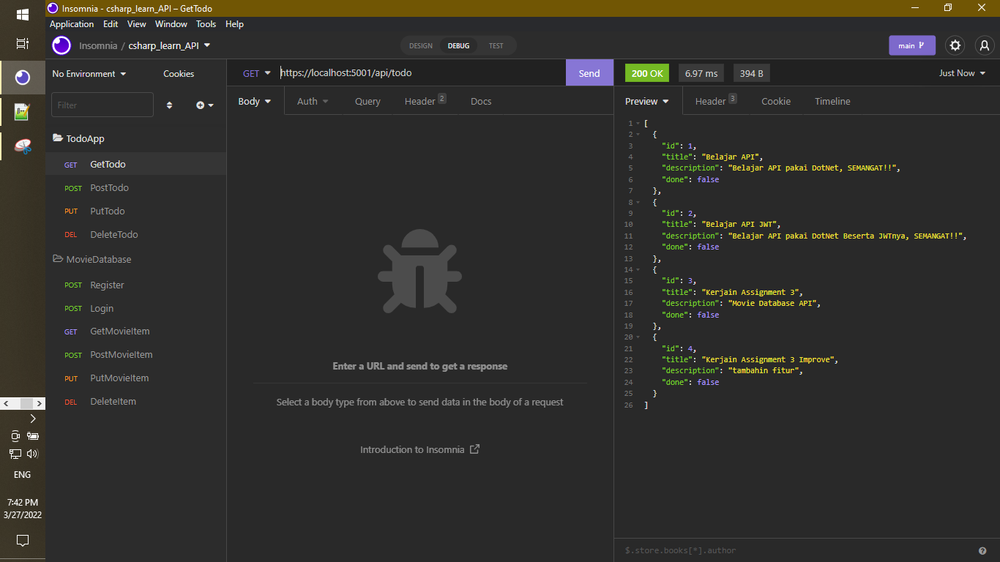 Insomnia - csharp_learn_API – GetTodo
Application Edit View Window Tools Help
Insomnia / csharp_learn_API
DESIGN DEBUG TEST
main
No Environment
Cookies
Filter
TodoApp
GET GetTodo
POST PostTodo
PUT PutTodo
DEL DeleteTodo
MovieDatabase
POST Register
POST Login
GET GetMovieItem
POST PostMovieItem
PUT PutMovieItem
DEL DeleteItem
GET https://localhost:5001/api/todo Send
Body Auth Query Header 2 Docs
Enter a URL and send to get a response
Select a body type from above to send data in the body of a request
Introduction to Insomnia
200 OK 6.97 ms 394 B Just Now
Preview Header 3 Cookie Timeline
1 [
2 {
3 "id": 1,
4 "title": "Belajar API",
5 "description": "Belajar API pakai DotNet, SEMANGAT!!",
6 "done": false
7 },
8 {
9 "id": 2,
10 "title": "Belajar API JWT",
11 "description": "Belajar API pakai DotNet Beserta JWTnya, SEMANGAT!!",
12 "done": false
13 },
14 {
15 "id": 3,
16 "title": "Kerjain Assignment 3",
17 "description": "Movie Database API",
18 "done": false
19 },
20 {
21 "id": 4,
22 "title": "Kerjain Assignment 3 Improve",
23 "description": "tambahin fitur",
24 "done": false
25 }
26 ]
$.store.books[*].author
ENG
7:42 PM
3/27/2022